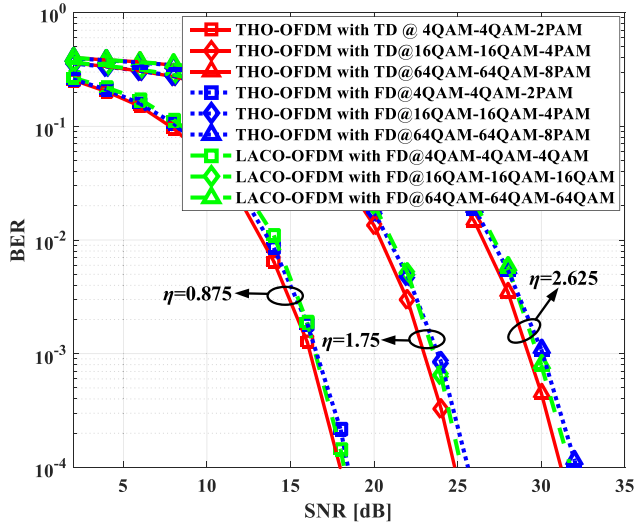 10^0
10^-1
10^-2
10^-3
10^-4
BER
THO-OFDM with TD @ 4QAM-4QAM-2PAM
THO-OFDM with TD@16QAM-16QAM-4PAM
THO-OFDM with TD@64QAM-64QAM-8PAM
THO-OFDM with FD@4QAM-4QAM-2PAM
THO-OFDM with FD@16QAM-16QAM-4PAM
THO-OFDM with FD@64QAM-64QAM-8PAM
LACO-OFDM with FD@4QAM-4QAM-4QAM
LACO-OFDM with FD@16QAM-16QAM-16QAM
LACO-OFDM with FD@64QAM-64QAM-64QAM
η=0.875
η=1.75
η=2.625
5 10 15 20 25 30 35
SNR [dB]